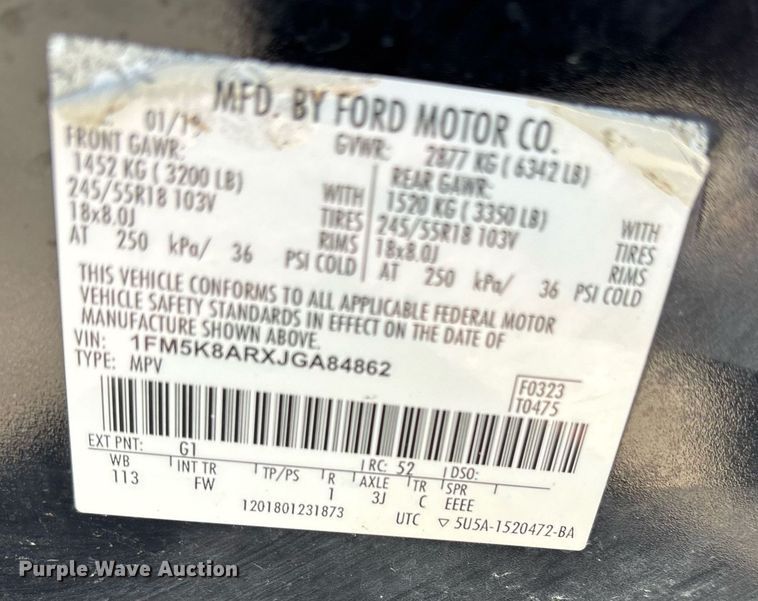 MFD. BY FORD MOTOR CO.
01/19
GVWR: 2877 KG ( 6342 LB)
FRONT GAWR:
1452 KG ( 3200 LB) WITH
245/55R18 103V TIRES
18x8.0J RIMS
AT 250 kPa/ 36 PSI COLD
REAR GAWR:
1520 KG ( 3350 LB) WITH
245/55R18 103V TIRES
18x8.0J RIMS
AT 250 kPa/ 36 PSI COLD
THIS VEHICLE CONFORMS TO ALL APPLICABLE FEDERAL MOTOR
VEHICLE SAFETY STANDARDS IN EFFECT ON THE DATE OF
MANUFACTURE SHOWN ABOVE.
VIN: 1FM5K8ARXJGA84862
TYPE: MPV
F0323
T0475
EXT PNT: G1 RC: 52 DSO:
WB INT TR TP/PS R AXLE TR SPR
113 FW 1 3J C EEEE
1201801231873 UTC ▽ 5U5A-1520472-BA
Purple Wave Auction